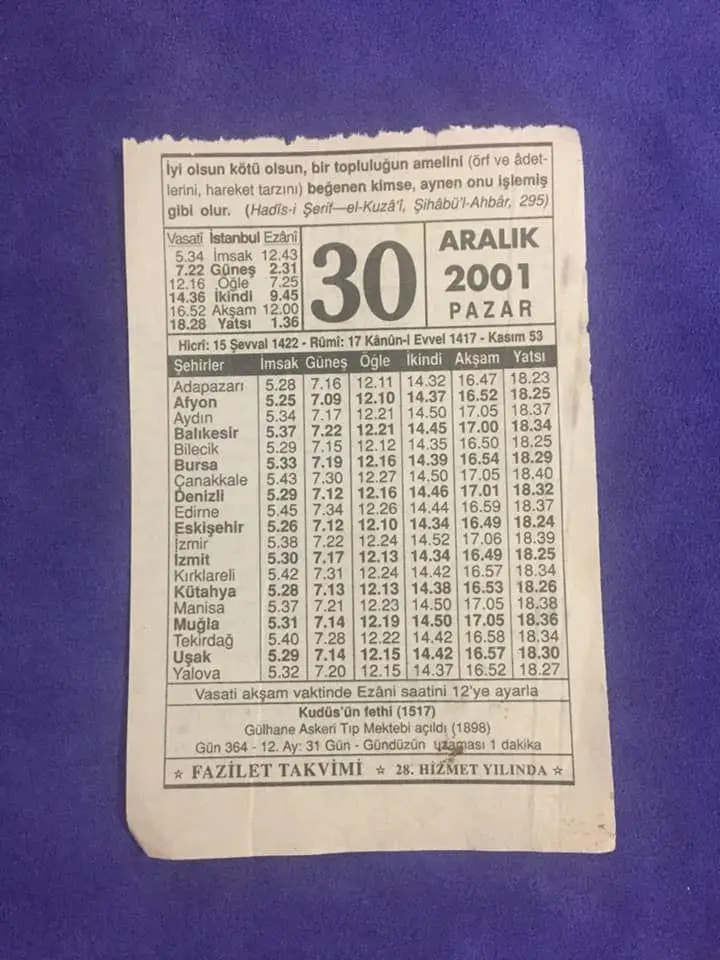 İyi olsun kötü olsun, bir topluluğun amelini (örf ve âdet-
lerini, hareket tarzını) beğenen kimse, aynen onu işlemiş
gibi olur. (Hadîs-i Şerif—el-Kuzâ'î, Şihâbü'l-Ahbâr, 295)
Vasatî İstanbul Ezânî
5.34 İmsak 12.43
7.22 Güneş 2.31
12.16 Öğle 7.25
14.36 İkindi 9.45
16.52 Akşam 12.00
18.28 Yatsı 1.36
30
ARALIK
2001
PAZAR
Hicrî: 15 Şevval 1422 - Rûmî: 17 Kânûn-i Evvel 1417 - Kasım 53
Şehirler İmsak Güneş Öğle İkindi Akşam Yatsı
Adapazarı 5.28 7.16 12.11 14.32 16.47 18.23
Afyon 5.25 7.09 12.10 14.37 16.52 18.25
Aydın 5.34 7.17 12.21 14.50 17.05 18.37
Balıkesir 5.37 7.22 12.21 14.45 17.00 18.34
Bilecik 5.29 7.15 12.12 14.35 16.50 18.25
Bursa 5.33 7.19 12.16 14.39 16.54 18.29
Çanakkale 5.43 7.30 12.27 14.50 17.05 18.40
Denizli 5.29 7.12 12.16 14.46 17.01 18.32
Edirne 5.45 7.34 12.26 14.44 16.59 18.37
Eskişehir 5.26 7.12 12.10 14.34 16.49 18.24
İzmir 5.38 7.22 12.24 14.52 17.06 18.39
İzmit 5.30 7.17 12.13 14.34 16.49 18.25
Kırklareli 5.42 7.31 12.24 14.42 16.57 18.34
Kütahya 5.28 7.13 12.13 14.38 16.53 18.26
Manisa 5.37 7.21 12.23 14.50 17.05 18.38
Muğla 5.31 7.14 12.19 14.50 17.05 18.36
Tekirdağ 5.40 7.28 12.22 14.42 16.58 18.34
Uşak 5.29 7.14 12.15 14.42 16.57 18.30
Yalova 5.32 7.20 12.15 14.37 16.52 18.27
Vasati akşam vaktinde Ezâni saatini 12'ye ayarla
Kudüs'ün fethi (1517)
Gülhane Askeri Tıp Mektebi açıldı (1898)
Gün 364 - 12. Ay: 31 Gün - Gündüzün uzaması 1 dakika
☆ FAZİLET TAKVİMİ ☆ 28. HİZMET YILINDA ☆